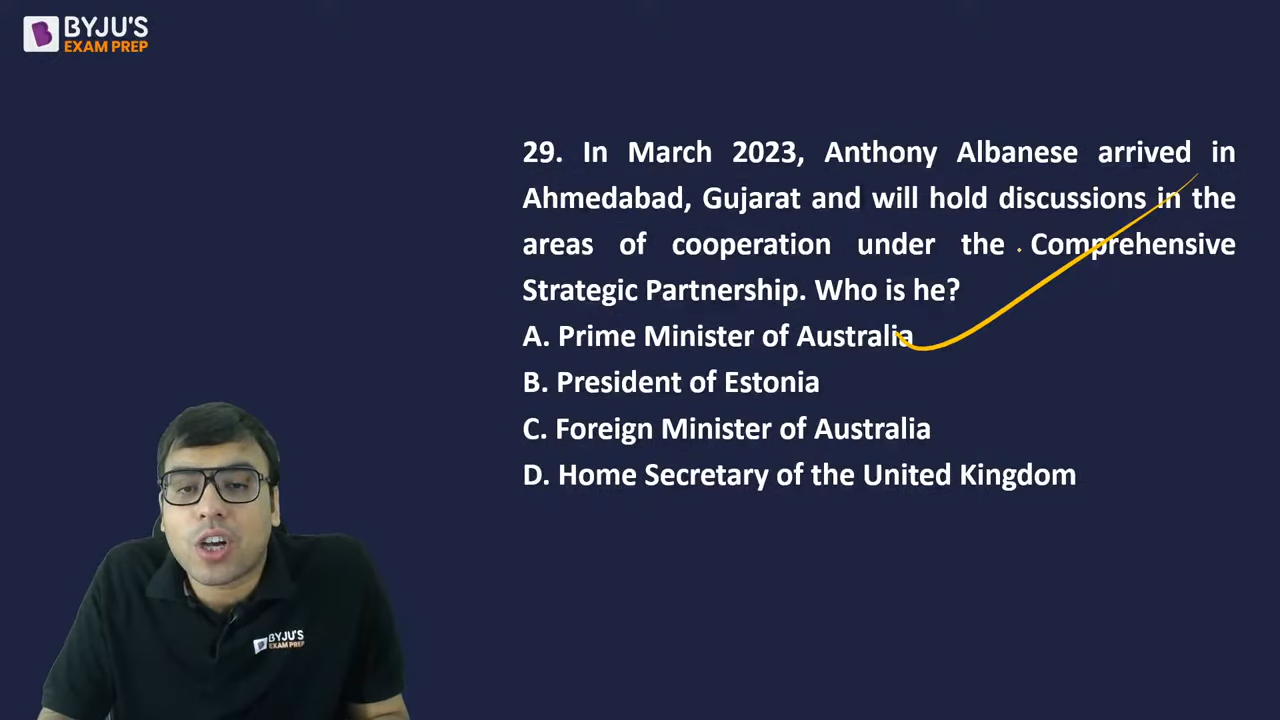 BYJU'S
EXAM PREP
29. In March 2023, Anthony Albanese arrived in
Ahmedabad, Gujarat and will hold discussions in the
areas of cooperation under the Comprehensive
Strategic Partnership. Who is he?
A. Prime Minister of Australia
B. President of Estonia
C. Foreign Minister of Australia
D. Home Secretary of the United Kingdom
BYJU'S
EXAM PREP